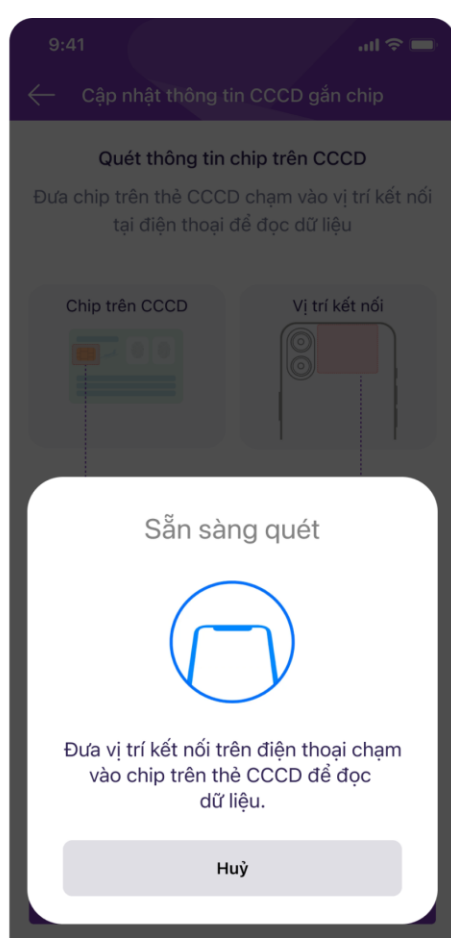 9:41
Cập nhật thông tin CCCD gắn chip
Quét thông tin chip trên CCCD
Đưa chip trên thẻ CCCD chạm vào vị trí kết nối
tại điện thoại để đọc dữ liệu
Chip trên CCCD
Vị trí kết nối
Sẵn sàng quét
Đưa vị trí kết nối trên điện thoại chạm
vào chip trên thẻ CCCD để đọc
dữ liệu.
Huỷ